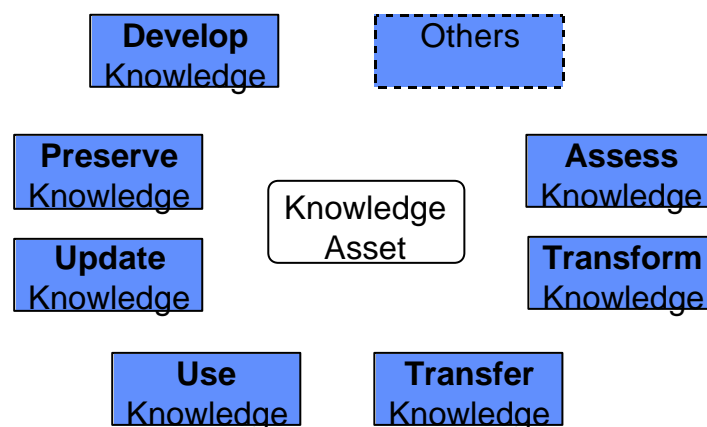 Develop
Knowledge
Others
Preserve
Knowledge
Assess
Knowledge
Knowledge
Asset
Update
Knowledge
Transform
Knowledge
Use
Knowledge
Transfer
Knowledge